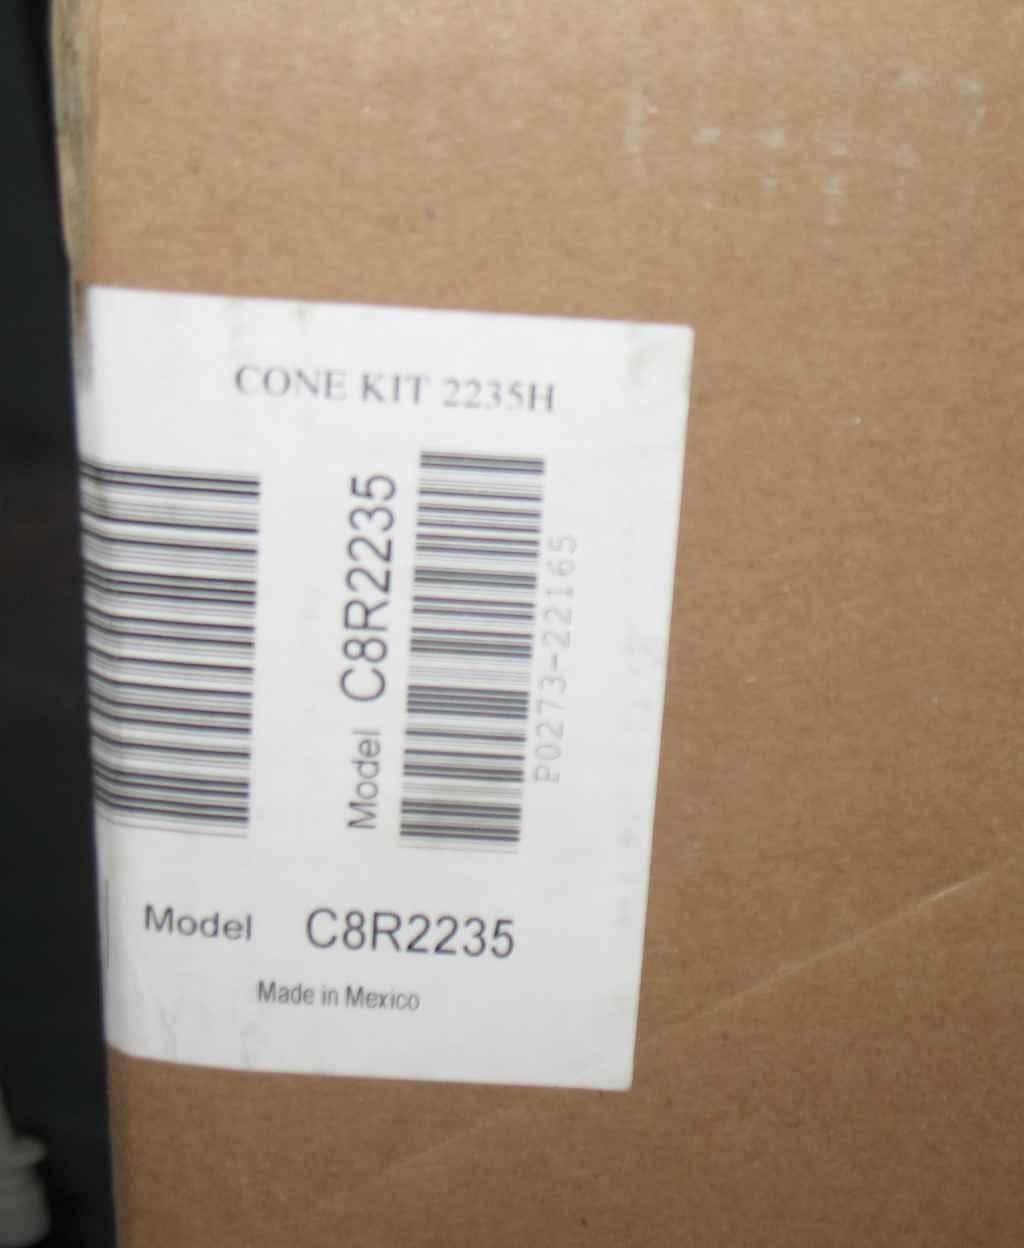 CONE KIT 2235H
Model C8R2235
P0273-22165
Model C8R2235
Made in Mexico